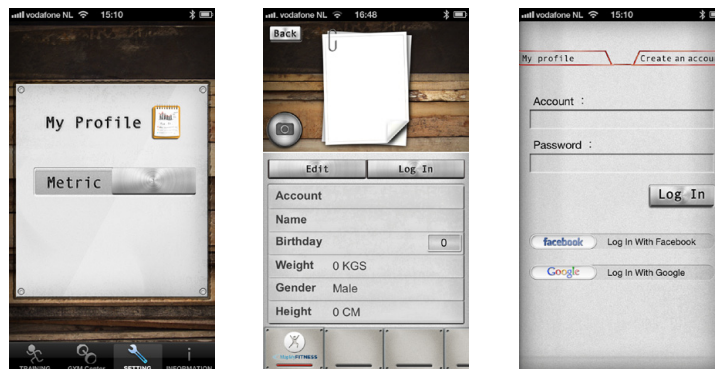 vodafone NL 15:10
My Profile
Metric
TRAINING GYM Center SETTING INFORMATION
vodafone NL 16:48
Back
Edit Log In
Account
Name
Birthday 0
Weight 0 KGS
Gender Male
Height 0 CM
FITNESS
vodafone NL 15:10
My profile Create an accou
Account :
Password :
Log In
facebook Log In With Facebook
Google Log In With Google